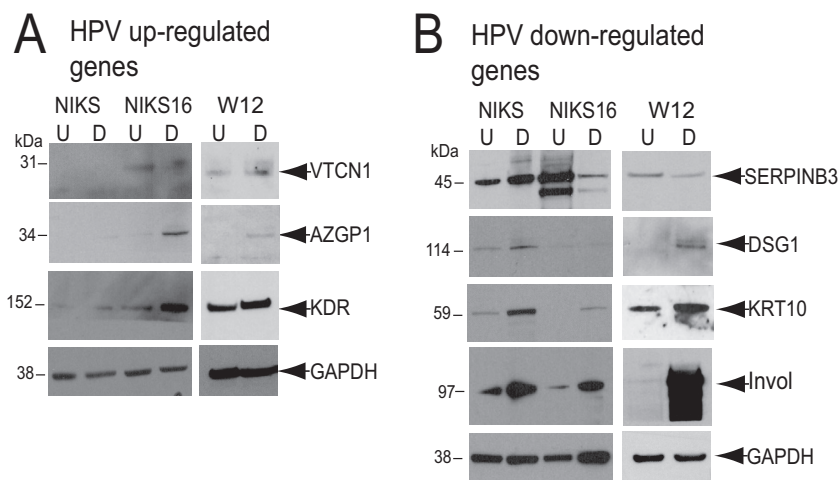 A HPV up-regulated
genes
NIKS NIKS16 W12
U D U D U D
kDa
31
VTCN1
34
AZGP1
152
KDR
38
GAPDH
B HPV down-regulated
genes
NIKS NIKS16 W12
U D U D U D
kDa
45
SERPINB3
114
DSG1
59
KRT10
97
Invol
38
GAPDH